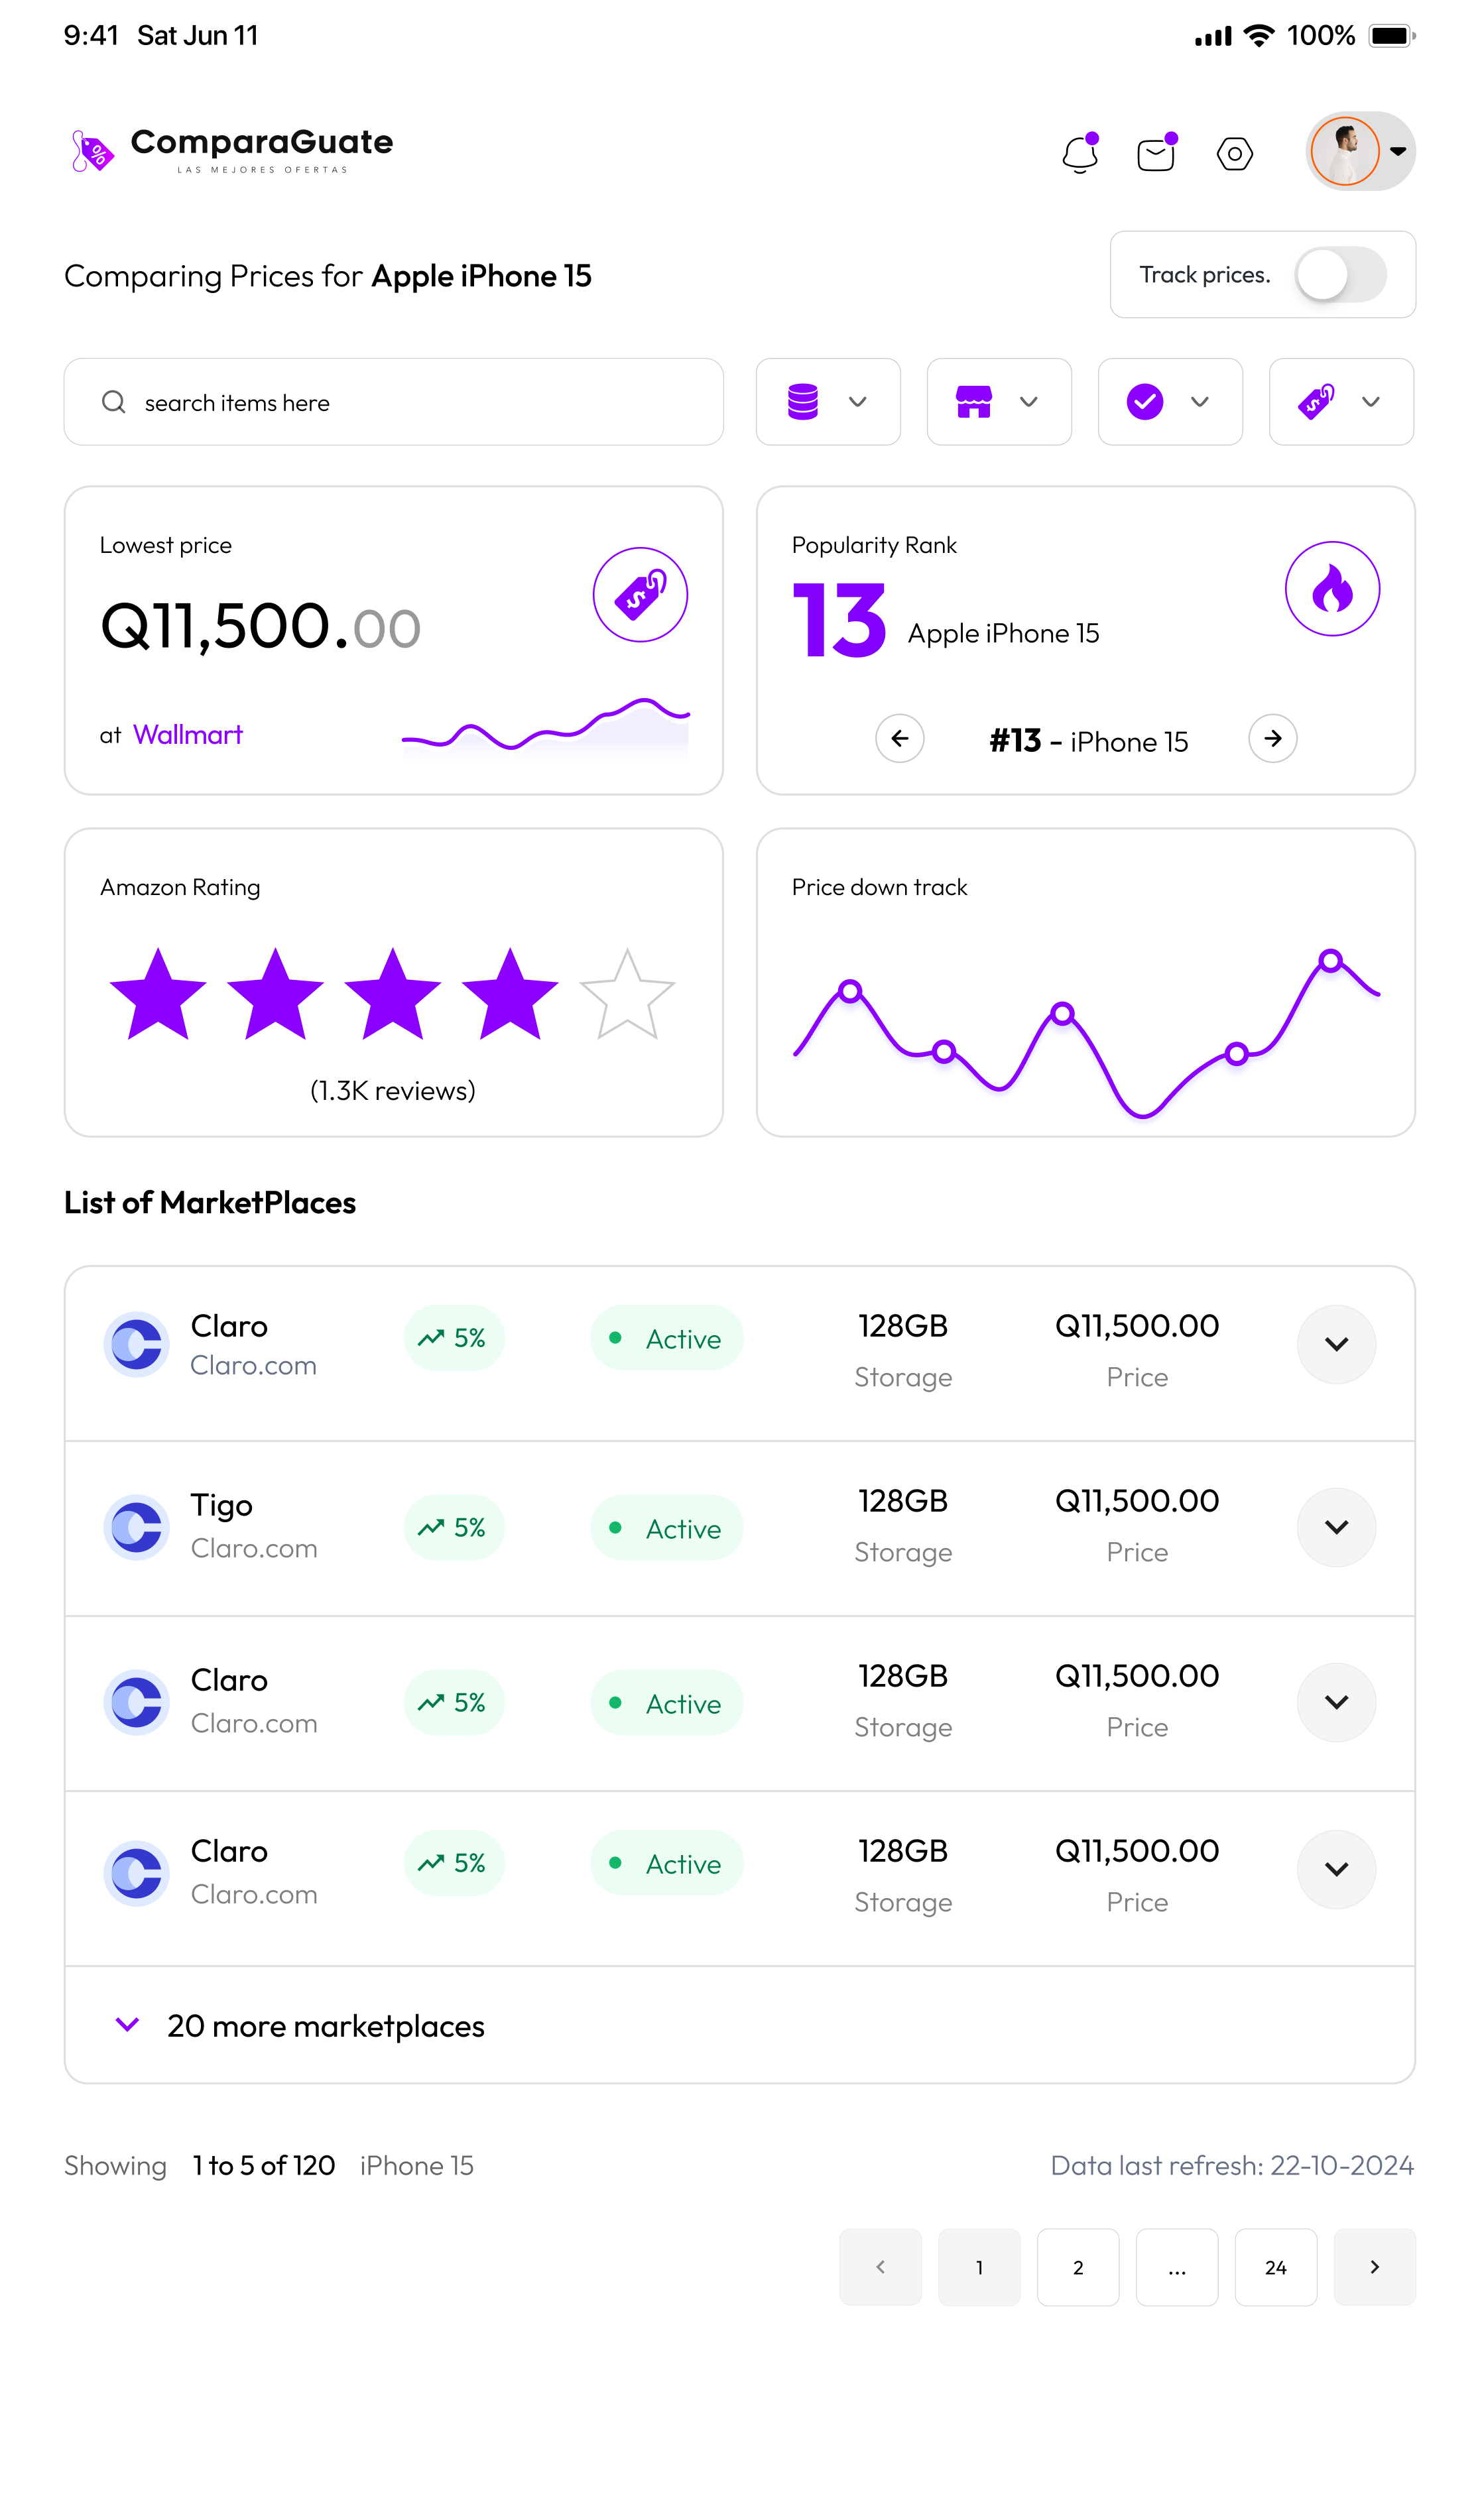 9:41 Sat Jun 11 100%
%
ComparaGuate
LAS MEJORES OFERTAS
Comparing Prices for Apple iPhone 15
Track prices.
search items here
$
Lowest price
Q11,500.00
$
at Wallmart
Popularity Rank
13 Apple iPhone 15
#13 - iPhone 15
Amazon Rating
(1.3K reviews)
Price down track
List of MarketPlaces
Claro 5% Active 128GB Q11,500.00
Claro.com Storage Price
Tigo 5% Active 128GB Q11,500.00
Claro.com Storage Price
Claro 5% Active 128GB Q11,500.00
Claro.com Storage Price
Claro 5% Active 128GB Q11,500.00
Claro.com Storage Price
20 more marketplaces
Showing 1 to 5 of 120 iPhone 15
Data last refresh: 22-10-2024
1 2 ... 24